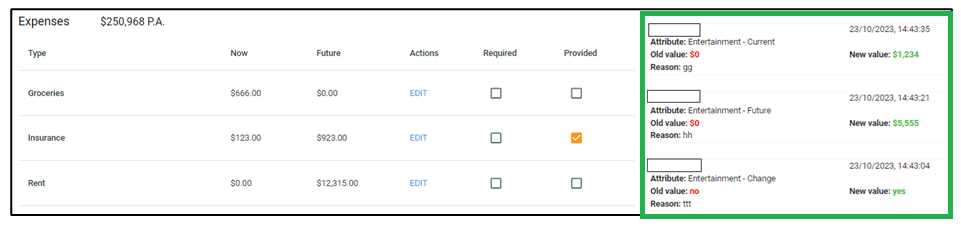 Expenses $250,968 P.A.
Type Now Future Actions Required Provided
Groceries $666.00 $0.00 EDIT
Insurance $123.00 $923.00 EDIT
Rent $0.00 $12,315.00 EDIT
23/10/2023, 14:43:35
Attribute: Entertainment - Current
Old value: $0 New value: $1,234
Reason: gg
23/10/2023, 14:43:21
Attribute: Entertainment - Future
Old value: $0 New value: $5,555
Reason: hh
23/10/2023, 14:43:04
Attribute: Entertainment - Change
Old value: no New value: yes
Reason: ttt